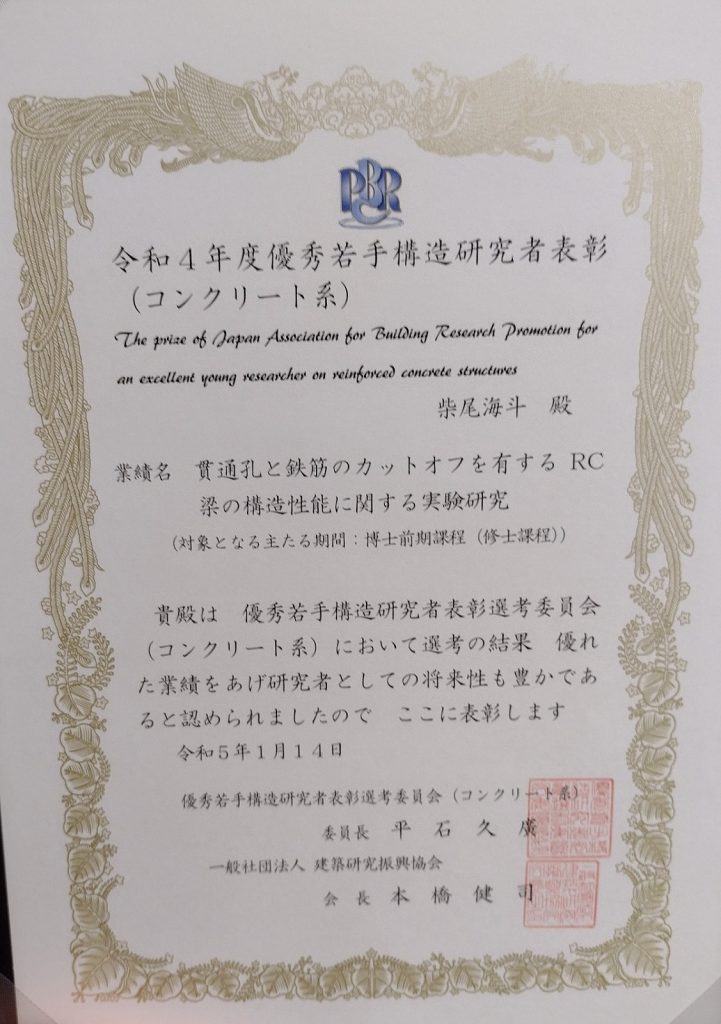 PBR
令和4年度優秀若手構造研究者表彰
（コンクリート系）
The prize of Japan Association for Building Research Promotion for
an excellent young researcher on reinforced concrete structures
柴尾海斗　殿
業績名　貫通孔と鉄筋のカットオフを有する RC
梁の構造性能に関する実験研究
（対象となる主たる期間：博士前期課程（修士課程））
貴殿は　優秀若手構造研究者表彰選考委員会
（コンクリート系）において選考の結果　優れ
た業績をあげ研究者としての将来性も豊かであ
ると認められましたので　ここに表彰します
令和5年1月14日
優秀若手構造研究者表彰選考委員会（コンクリート系）
委員長　平　石　久　廣
一般社団法人 建築研究振興協会
会　長　本　橋　健　司